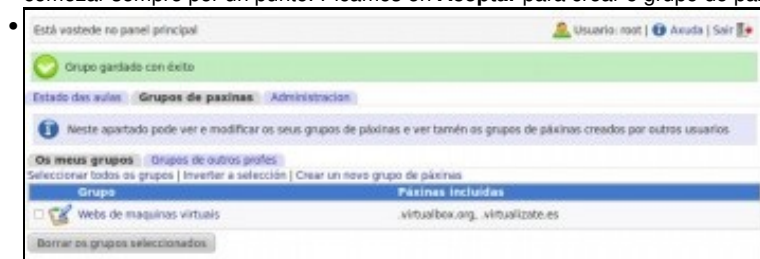 comezar sempre por un punto. Picamos en Aceptar para crear o grupo de pá
Está vostede no panel principal
Usuario: root | Axuda | Sair
Grupo gardado con éxito
Estado das aulas Grupos de paxinas Administracion
Neste apartado pode ver e modificar os seus grupos de páxinas e ver tamén os grupos de páxinas creados por outros usuarios
Os meus grupos Grupos de outros profes
Seleccionar todos os grupos | Inverter a selección | Crear un novo grupo de páxinas
Grupo Páxinas incluídas
Webs de maquinas virtuais .virtualbox.org, .virtualizate.es
Borrar os grupos seleccionados